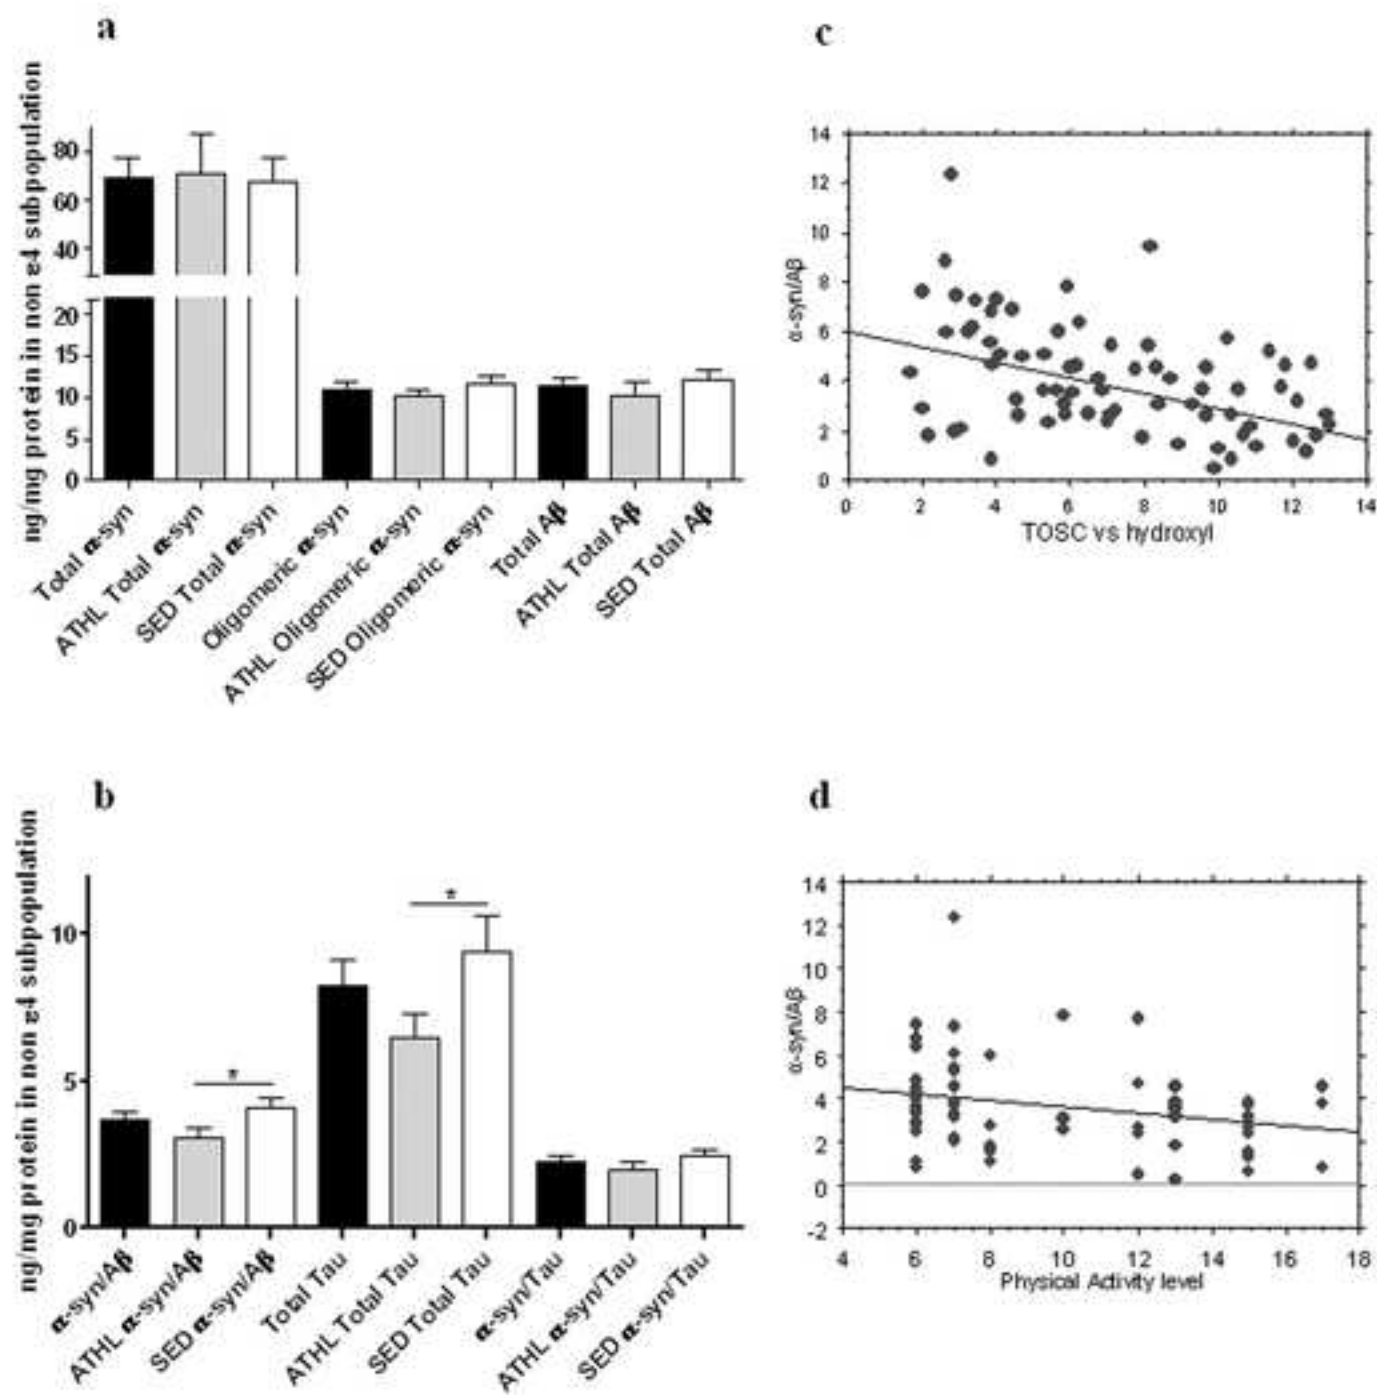 a
ng/mg protein in non ε4 subpopulation
80
60
40
20
15
10
5
0
Total α-syn
ATHL Total α-syn
SED Total α-syn
Oligomeric α-syn
ATHL Oligomeric α-syn
SED Oligomeric α-syn
Total Aβ
ATHL Total Aβ
SED Total Aβ
c
α-syn/Aβ
14
12
10
8
6
4
2
0
0 2 4 6 8 10 12 14
TOSC vs hydroxyl
b
ng/mg protein in non ε4 subpopulation
10
5
0
*
*
α-syn/Aβ
ATHL α-syn/Aβ
SED α-syn/Aβ
Total Tau
ATHL Total Tau
SED Total Tau
α-syn/Tau
ATHL α-syn/Tau
SED α-syn/Tau
d
α-syn/Aβ
14
12
10
8
6
4
2
0
-2
4 6 8 10 12 14 16 18
Physical Activity level